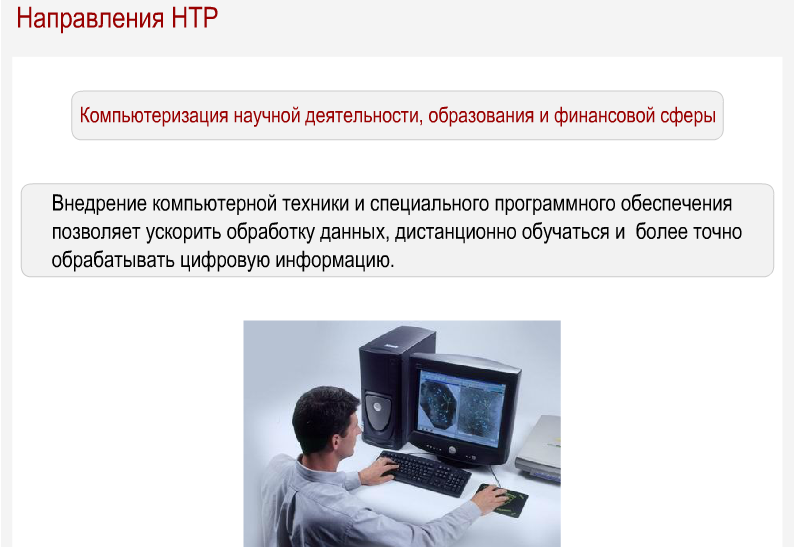 Направления НТР
Компьютеризация научной деятельности, образования и финансовой сферы
Внедрение компьютерной техники и специального программного обеспечения
позволяет ускорить обработку данных, дистанционно обучаться и более точно
обрабатывать цифровую информацию.